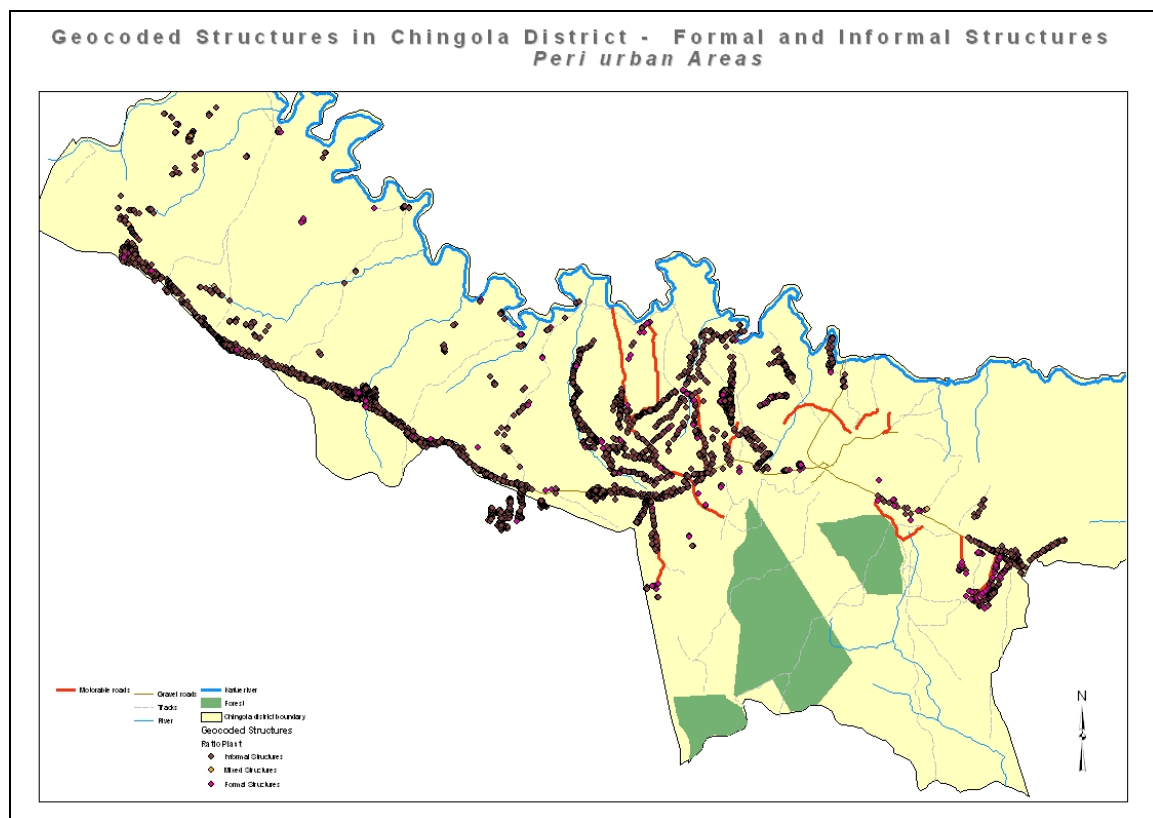 Geocoded Structures in Chingola District - Formal and Informal Structures
Peri urban Areas
Motorable roads
Gravel roads
Tracks
River
Kafue river
Forest
Chingola district boundary
Geocoded Structures
Ratio Plant
Informal Structures
Mixed Structures
Formal Structures
N